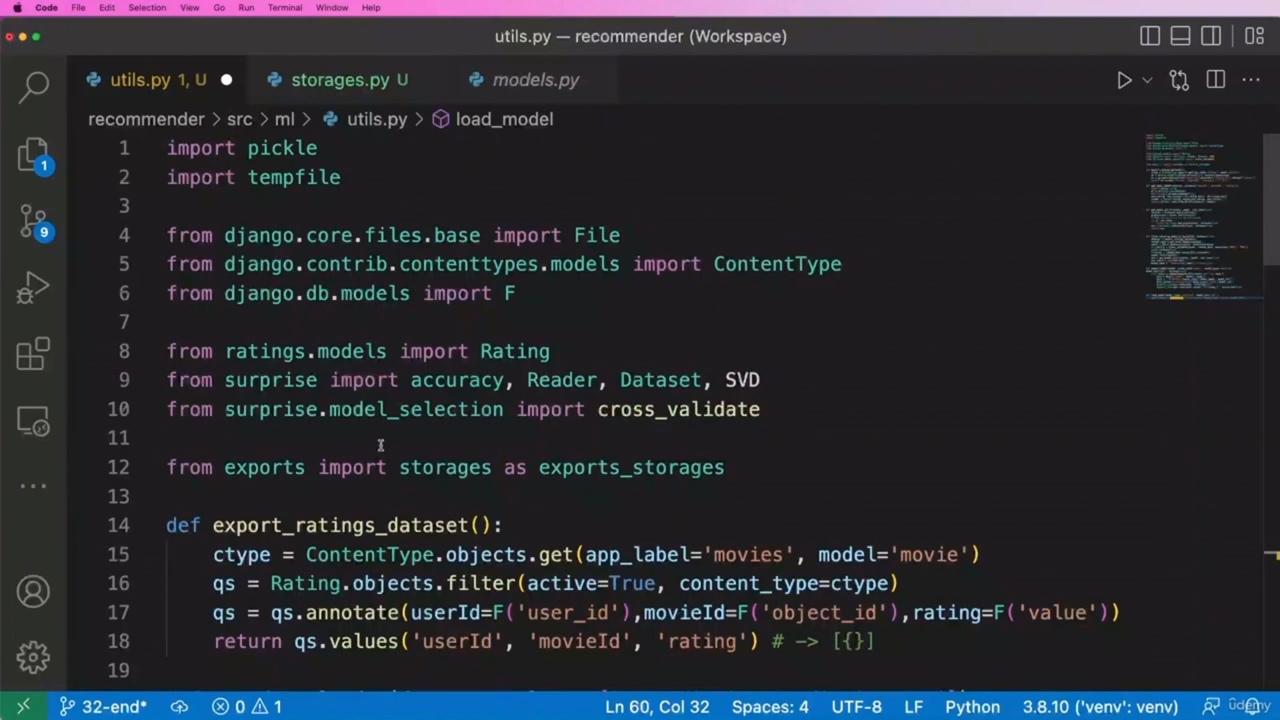 Code File Edit Selection View Go Run Terminal Window Help
utils.py — recommender (Workspace)
utils.py 1, U storages.py U models.py
recommender > src > ml > utils.py > load_model
1 import pickle
2 import tempfile
3
4 from django.core.files.base import File
5 from django.contrib.contenttypes.models import ContentType
6 from django.db.models import F
7
8 from ratings.models import Rating
9 from surprise import accuracy, Reader, Dataset, SVD
10 from surprise.model_selection import cross_validate
11
12 from exports import storages as exports_storages
13
14 def export_ratings_dataset():
15 ctype = ContentType.objects.get(app_label='movies', model='movie')
16 qs = Rating.objects.filter(active=True, content_type=ctype)
17 qs = qs.annotate(userId=F('user_id'),movieId=F('object_id'),rating=F('value'))
18 return qs.values('userId', 'movieId', 'rating') # -> [{}]
19
1
9
32-end* 0 1 Ln 60, Col 32 Spaces: 4 UTF-8 LF Python 3.8.10 ('venv': venv)
udemy